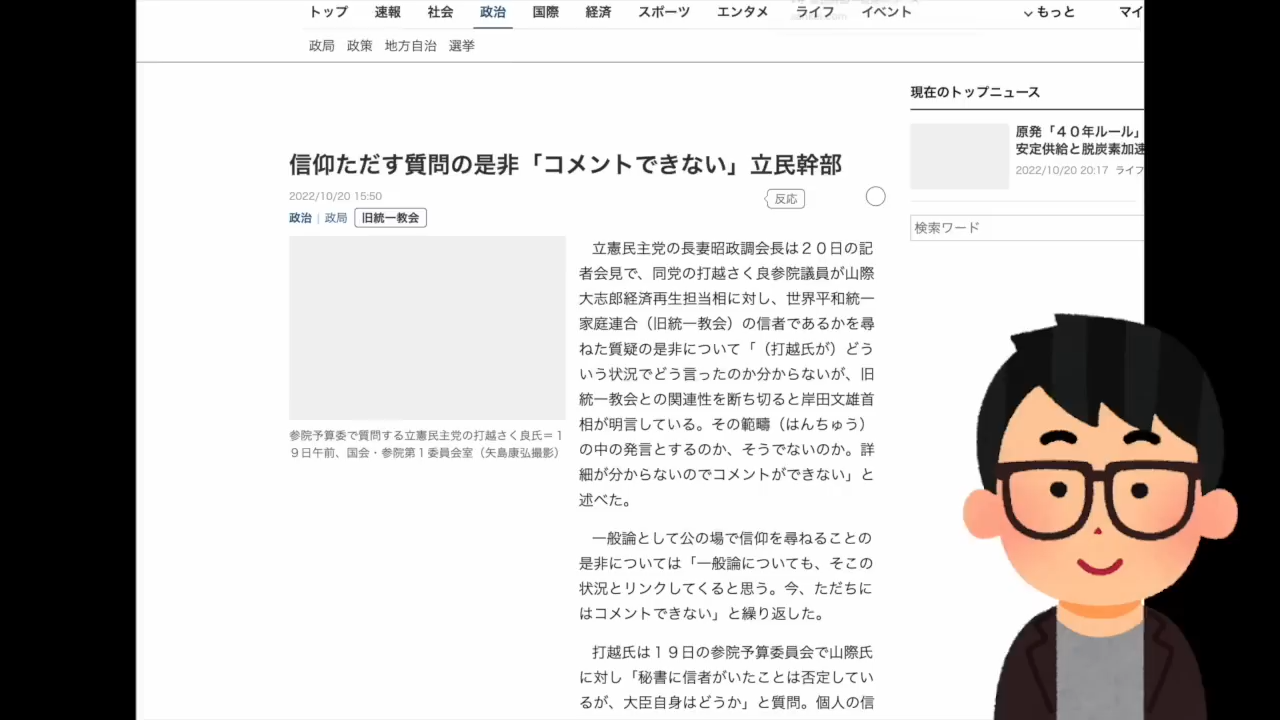 トップ 速報 社会 政治 国際 経済 スポーツ エンタメ ライフ イベント もっと マイ
政局 政策 地方自治 選挙
現在のトップニュース
原発「４０年ルール」
安定供給と脱炭素加速
2022/10/20 20:17 ライフ
検索ワード
信仰ただす質問の是非「コメントできない」立民幹部
2022/10/20 15:50
反応
政治 | 政局 旧統一教会
参院予算委で質問する立憲民主党の打越さく良氏＝１
９日午前、国会・参院第１委員会室（矢島康弘撮影）
立憲民主党の長妻昭政調会長は２０日の記
者会見で、同党の打越さく良参院議員が山際
大志郎経済再生担当相に対し、世界平和統一
家庭連合（旧統一教会）の信者であるかを尋
ねた質疑の是非について「（打越氏が）どう
いう状況でどう言ったのか分からないが、旧
統一教会との関連性を断ち切ると岸田文雄首
相が明言している。その範疇（はんちゅう）
の中の発言とするのか、そうでないのか。詳
細が分からないのでコメントができない」と
述べた。
一般論として公の場で信仰を尋ねることの
是非については「一般論についても、そこの
状況とリンクしてくると思う。今、ただちに
はコメントできない」と繰り返した。
打越氏は１９日の参院予算委員会で山際氏
に対し「秘書に信者がいたことは否定してい
るが、大臣自身はどうか」と質問。個人の信